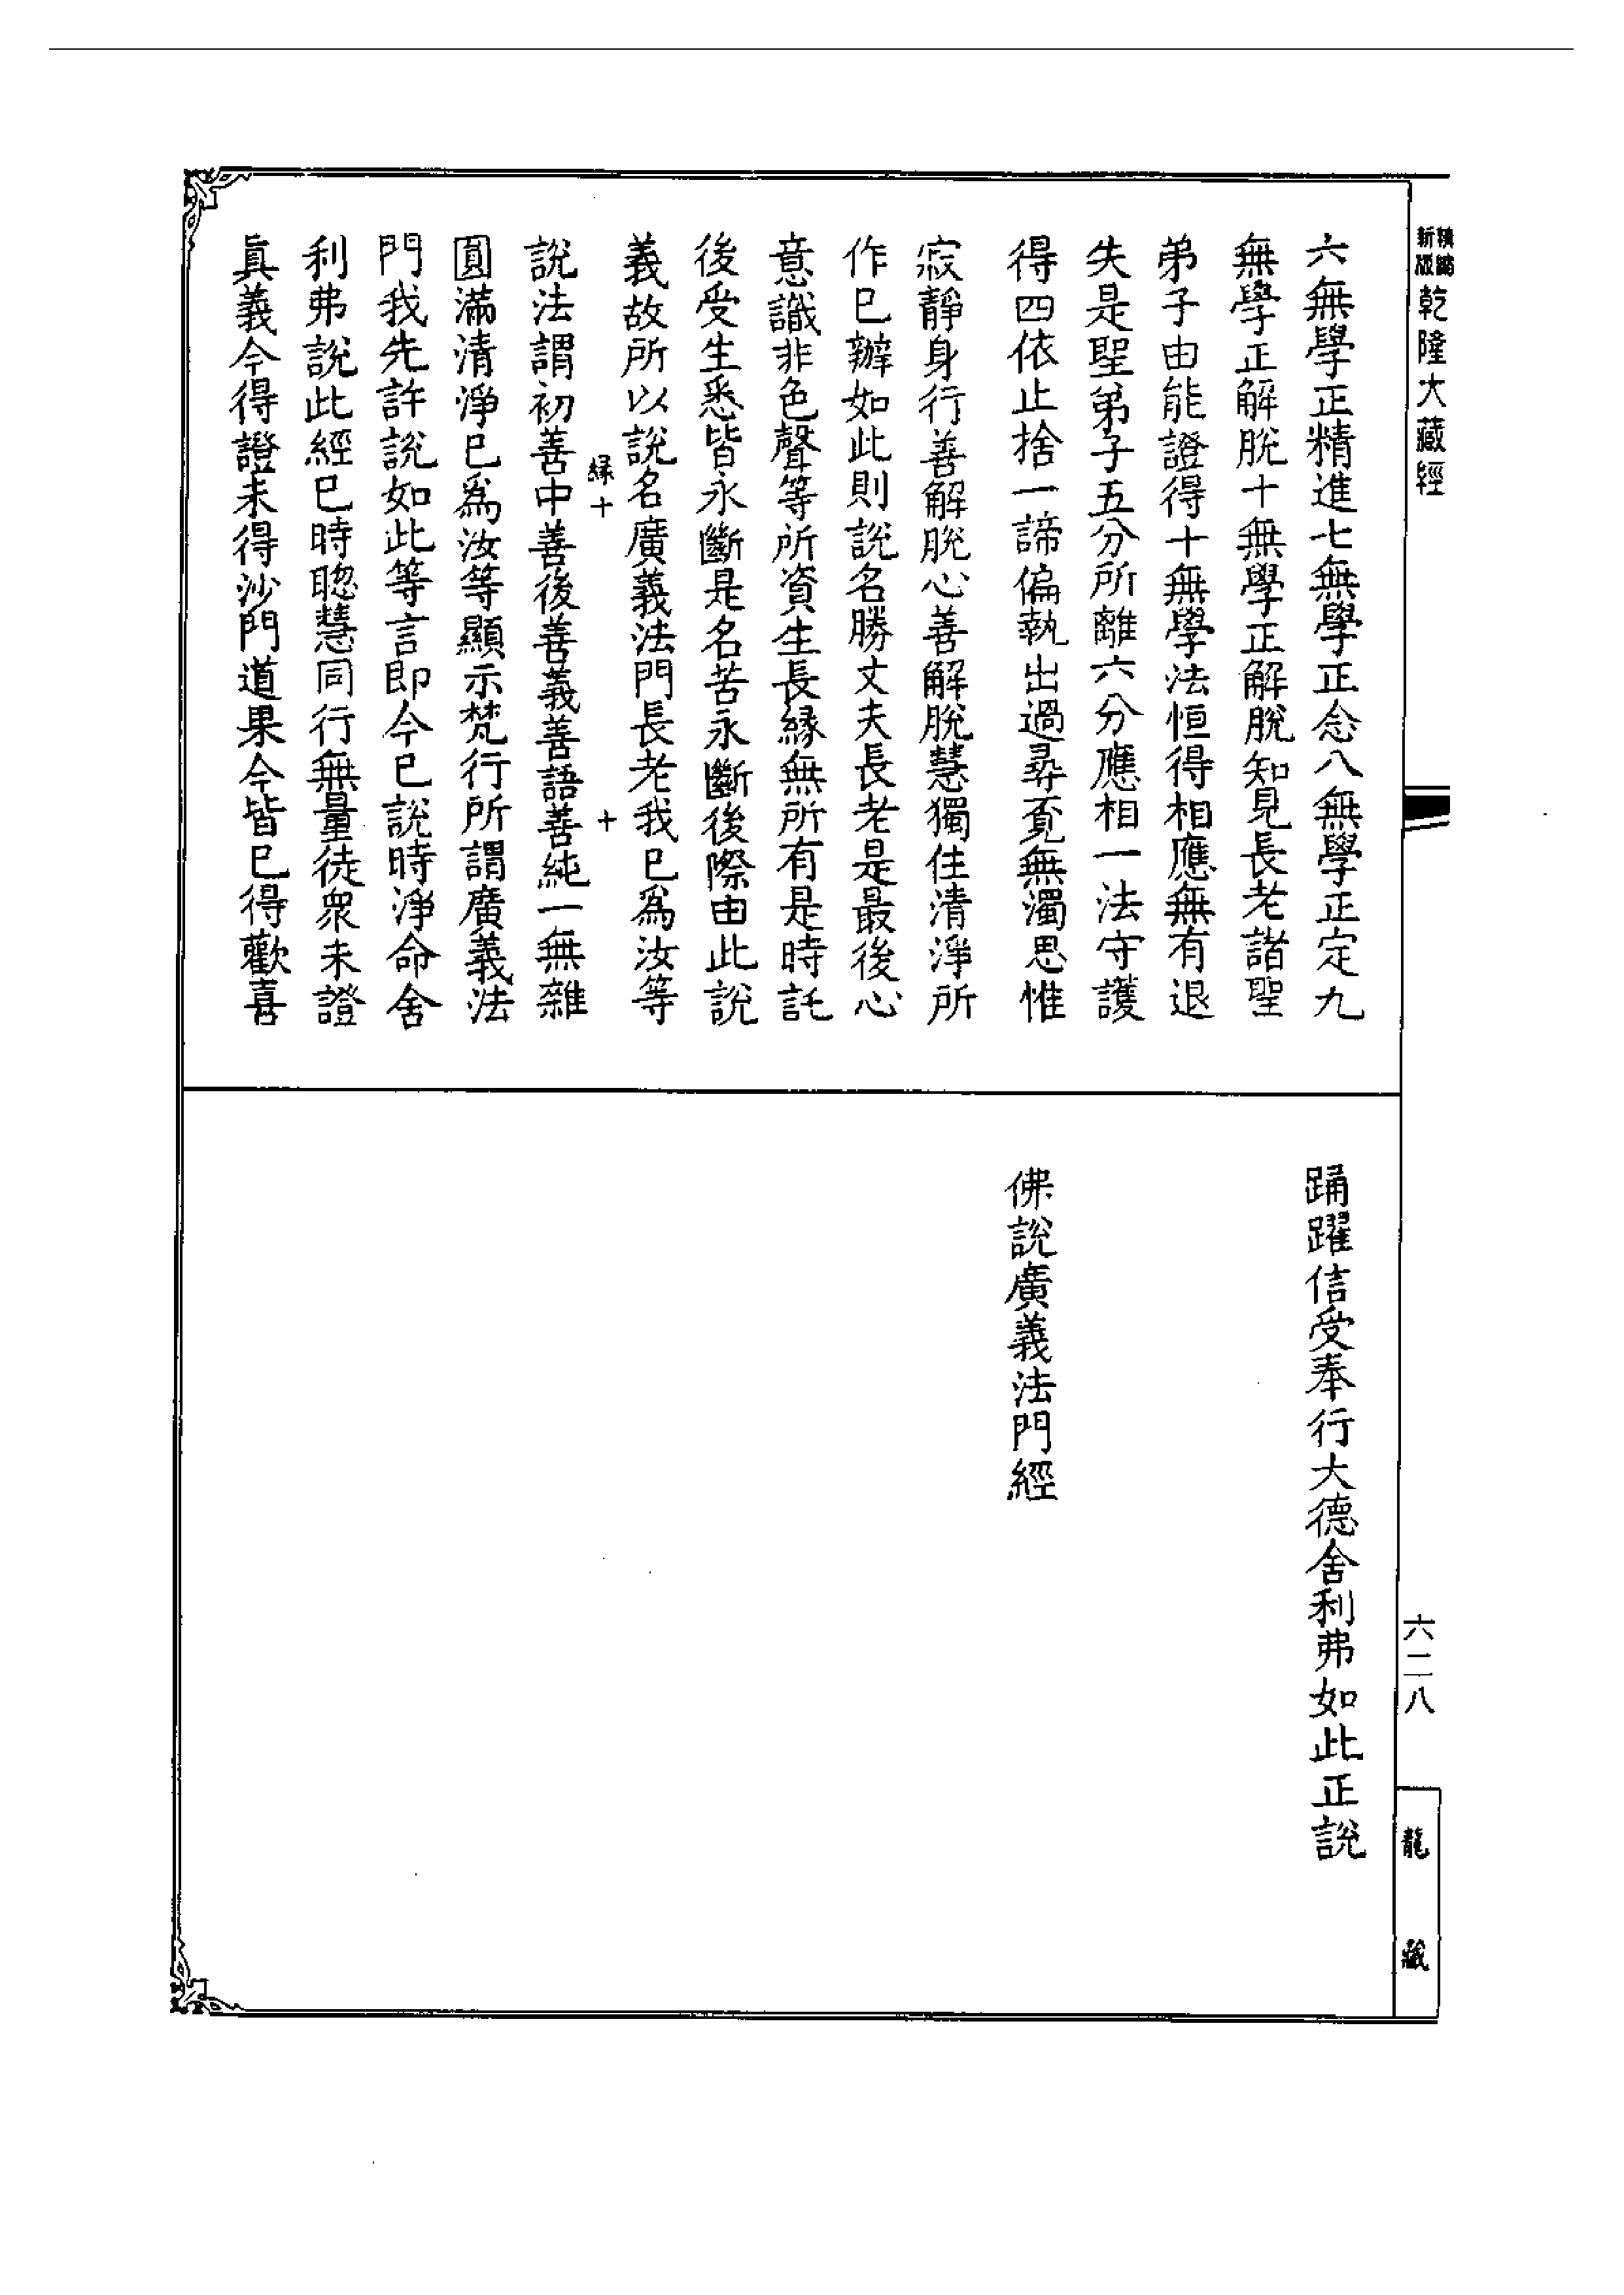 新版
乾隆大藏經
六無學正精進七無學正念八無學正定九
無學正解脫十無學正解脫知見長老諸聖
弟子由能證得十無學法恒得相應無有退
失是聖弟子五分所離六分應相一法守護
得四依止捨一諦偏執出過尋覓無濁思惟
寂靜身行善解脫心善解脫慧獨住清淨所
作已辦如此則說名勝丈夫長老是最後心
意識非色聲等所資生長緣無所有是時託
後受生悉皆永斷是名苦永斷後際由此說
義故所以說名廣義法門長老我已爲汝等
緣十
十
說法謂初善中善後善義善語善純一無雜
圓滿清淨已爲汝等顯示梵行所謂廣義法
門我先許說如此等言即今已說時淨命舍
利弗說此經已時聰慧同行無量徒衆未證
眞義今得證未得沙門道果今皆已得歡喜
踊躍信受奉行大德舍利弗如此正說
佛說廣義法門經
六二八
龍藏